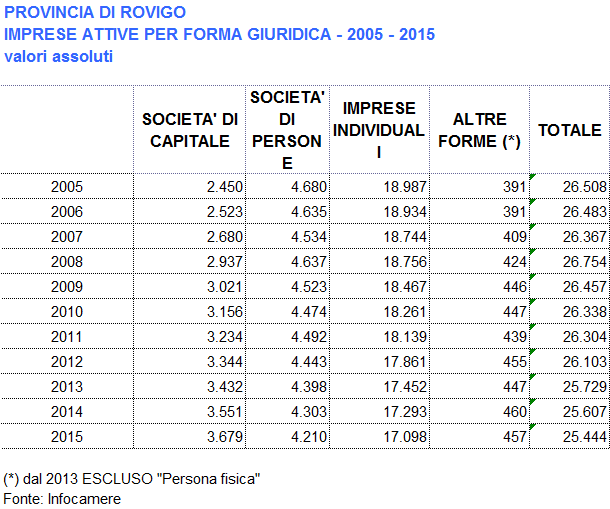 PROVINCIA DI ROVIGO
IMPRESE ATTIVE PER FORMA GIURIDICA - 2005 - 2015
valori assoluti
SOCIETA' DI CAPITALE SOCIETA' DI PERSONE IMPRESE INDIVIDUALI ALTRE FORME (*) TOTALE
2005 2.450 4.680 18.987 391 26.508
2006 2.523 4.635 18.934 391 26.483
2007 2.680 4.534 18.744 409 26.367
2008 2.937 4.637 18.756 424 26.754
2009 3.021 4.523 18.467 446 26.457
2010 3.156 4.474 18.261 447 26.338
2011 3.234 4.492 18.139 439 26.304
2012 3.344 4.443 17.861 455 26.103
2013 3.432 4.398 17.452 447 25.729
2014 3.551 4.303 17.293 460 25.607
2015 3.679 4.210 17.098 457 25.444
(*) dal 2013 ESCLUSO "Persona fisica"
Fonte: Infocamere